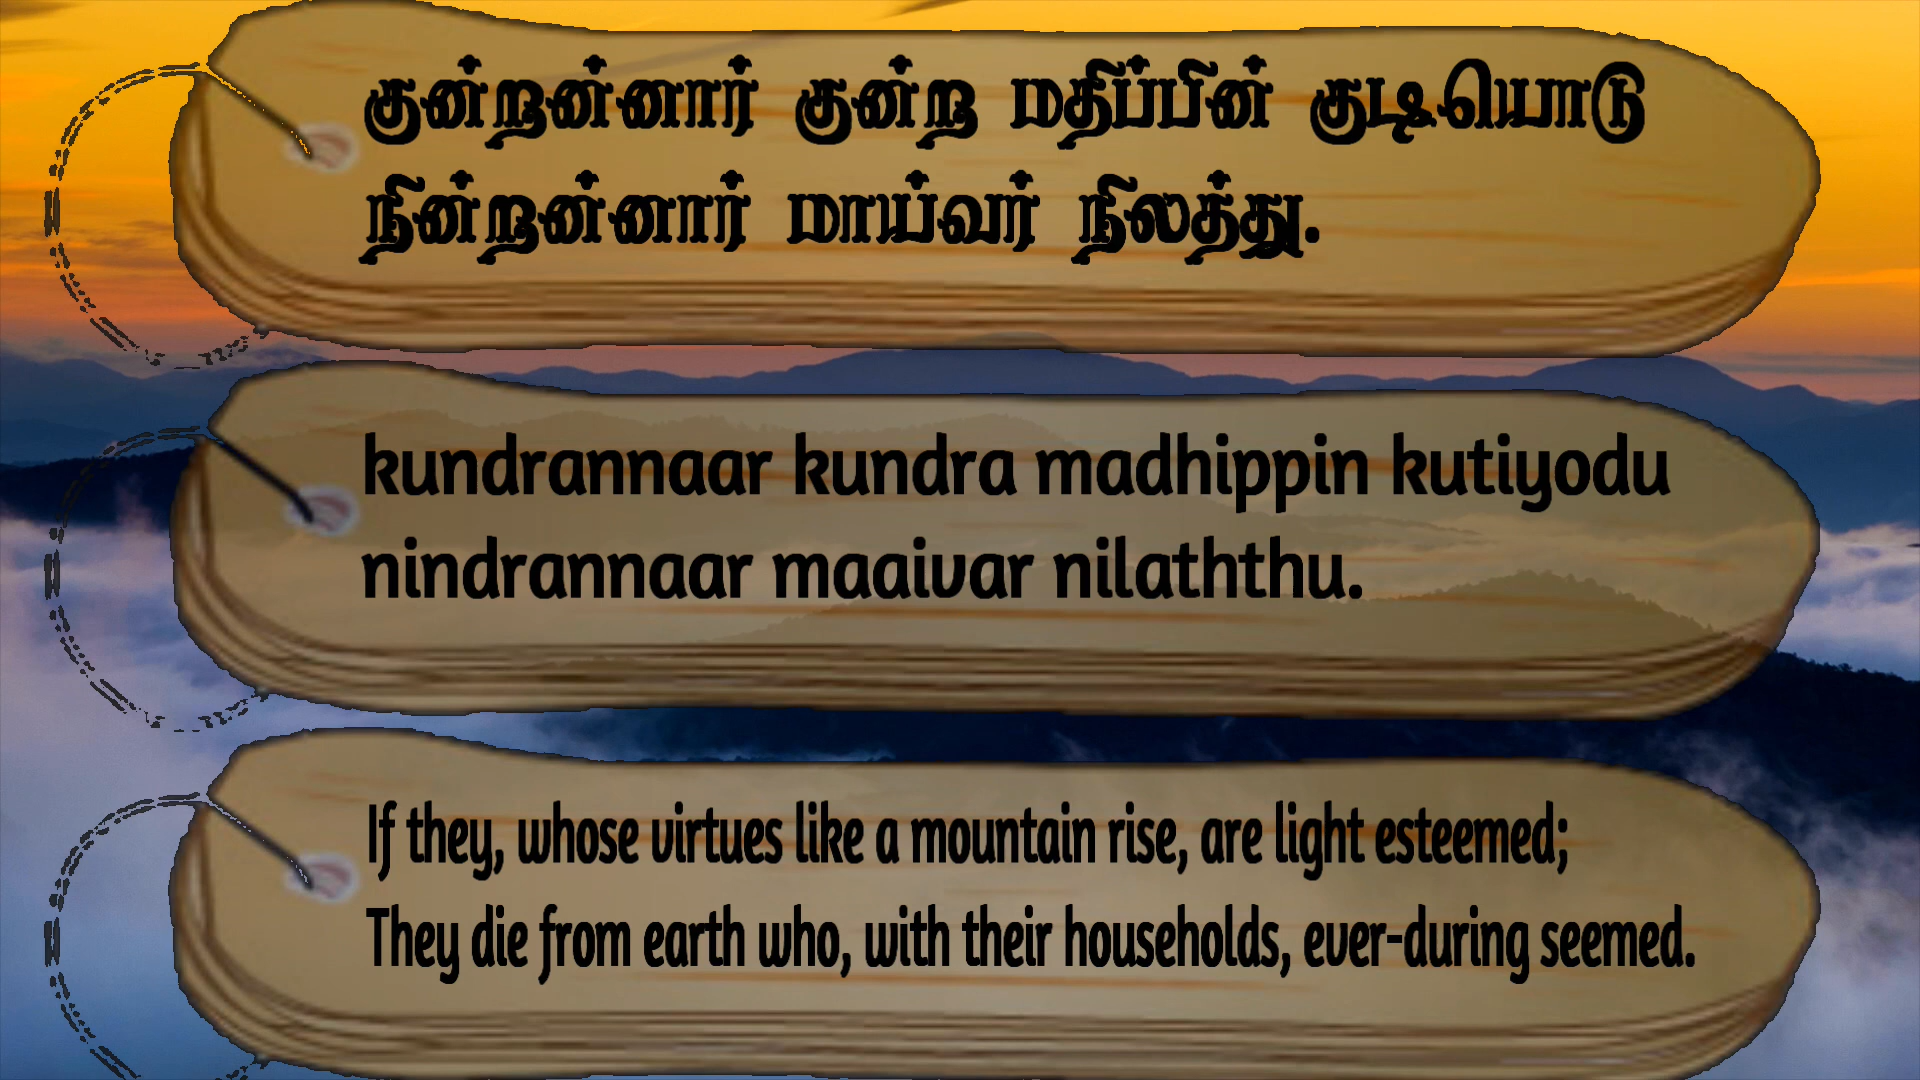 குன்றன்னார் குன்ற மதிப்பின் குடியொடு
நின்றன்னார் மாய்வர் நிலத்து.
kundrannaar kundra madhippin kutiyodu
nindrannaar maaivar nilaththu.
If they, whose virtues like a mountain rise, are light esteemed;
They die from earth who, with their households, ever-during seemed.